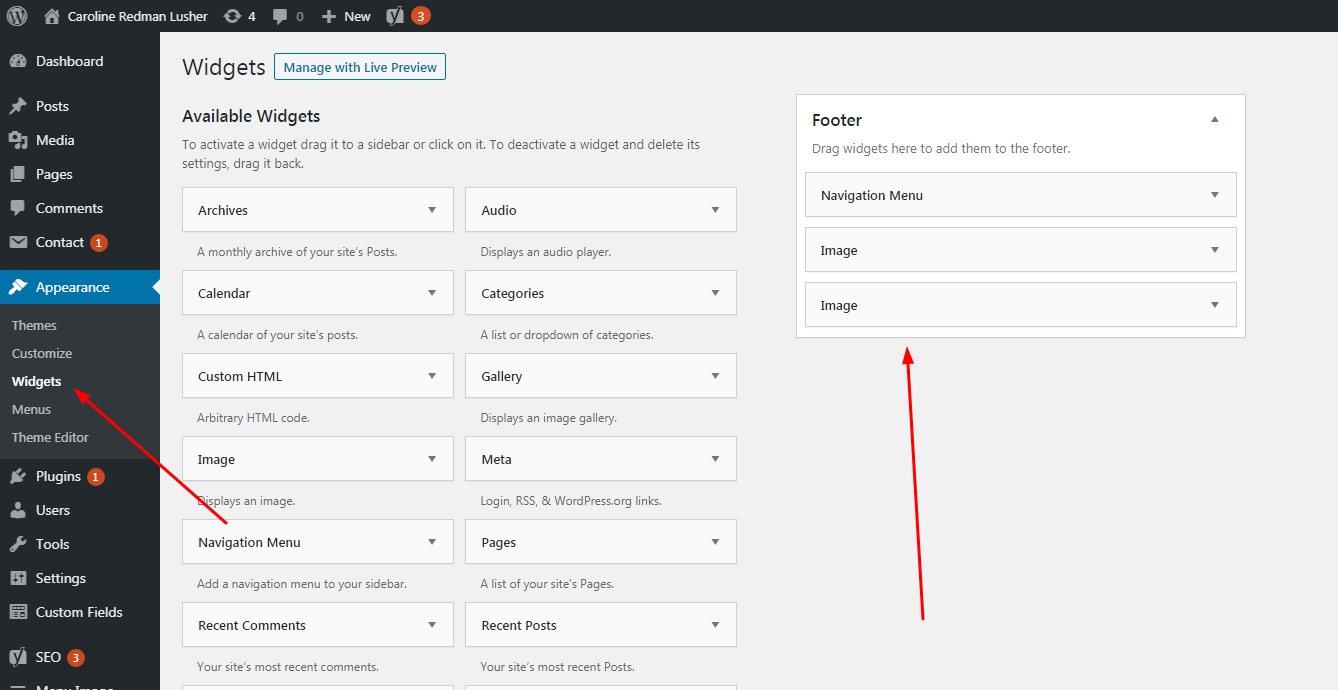 Caroline Redman Lusher 4 0 New 3
Dashboard
Posts
Media
Pages
Comments
Contact 1
Appearance
Themes
Customize
Widgets
Menus
Theme Editor
Plugins 1
Users
Tools
Settings
Custom Fields
SEO 3
Menu Image
Widgets Manage with Live Preview
Available Widgets
To activate a widget drag it to a sidebar or click on it. To deactivate a widget and delete its
settings, drag it back.
Archives
A monthly archive of your site's Posts.
Audio
Displays an audio player.
Calendar
A calendar of your site's posts.
Categories
A list or dropdown of categories.
Custom HTML
Arbitrary HTML code.
Gallery
Displays an image gallery.
Image
Displays an image.
Meta
Login, RSS, & WordPress.org links.
Navigation Menu
Add a navigation menu to your sidebar.
Pages
A list of your site's Pages.
Recent Comments
Your site's most recent comments.
Recent Posts
Your site's most recent Posts.
Footer
Drag widgets here to add them to the footer.
Navigation Menu
Image
Image